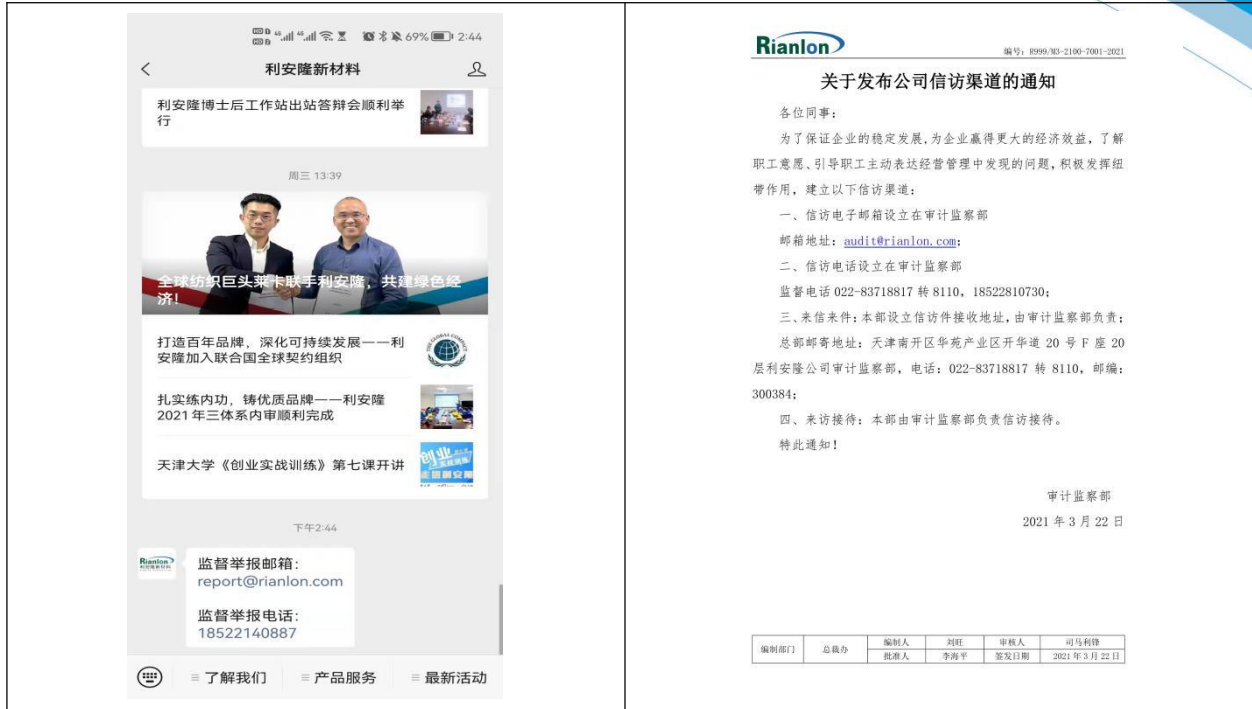 69% 2:44
利安隆新材料
利安隆博士后工作站出站答辩会顺利举
行
周三 13:39
全球纺织巨头莱卡联手利安隆，共建绿色经
济！
打造百年品牌，深化可持续发展——利
安隆加入联合国全球契约组织
扎实练内功，铸优质品牌——利安隆
2021年三体系内审顺利完成
天津大学《创业实战训练》第七课开讲
下午2:44
Rianlon
监督举报邮箱：
report@rianlon.com
监督举报电话：
18522140887
了解我们 产品服务 最新活动
Rianlon
编号：R999/W3-2100-7001-2021
关于发布公司信访渠道的通知
各位同事：
为了保证企业的稳定发展，为企业赢得更大的经济效益，了解
职工意愿、引导职工主动表达经营管理中发现的问题，积极发挥纽
带作用，建立以下信访渠道：
一、信访电子邮箱设立在审计监察部
邮箱地址：audit@rianlon.com；
二、信访电话设立在审计监察部
监督电话 022-83718817 转 8110，18522810730；
三、来信来件：本部设立信访件接收地址，由审计监察部负责；
总部邮寄地址：天津南开区华苑产业区开华道 20 号 F 座 20
层利安隆公司审计监察部，电话：022-83718817 转 8110，邮编：
300384；
四、来访接待：本部由审计监察部负责信访接待。
特此通知！
审计监察部
2021 年 3 月 22 日
编制部门 总裁办 编制人 刘旺 审核人 司马利锋
批准人 李海平 签发日期 2021 年 3 月 22 日